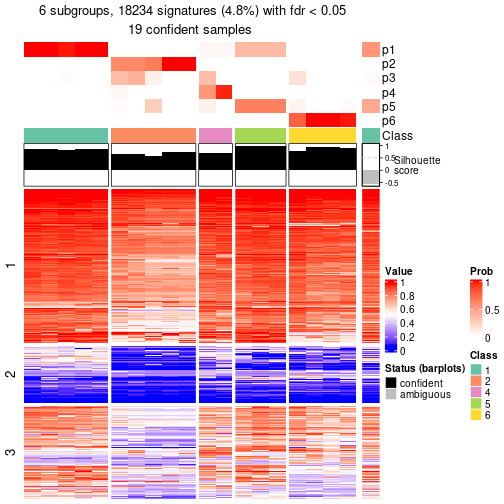 6 subgroups, 18234 signatures (4.8%) with fdr < 0.05
19 confident samples
p1
p2
p3
p4
p5
p6
Class
1
0.5
0
-0.5
Silhouette
score
1
2
3
Value
1
0.8
0.6
0.4
0.2
0
Status (barplots)
confident
ambiguous
Prob
1
0.5
0
Class
1
2
4
5
6